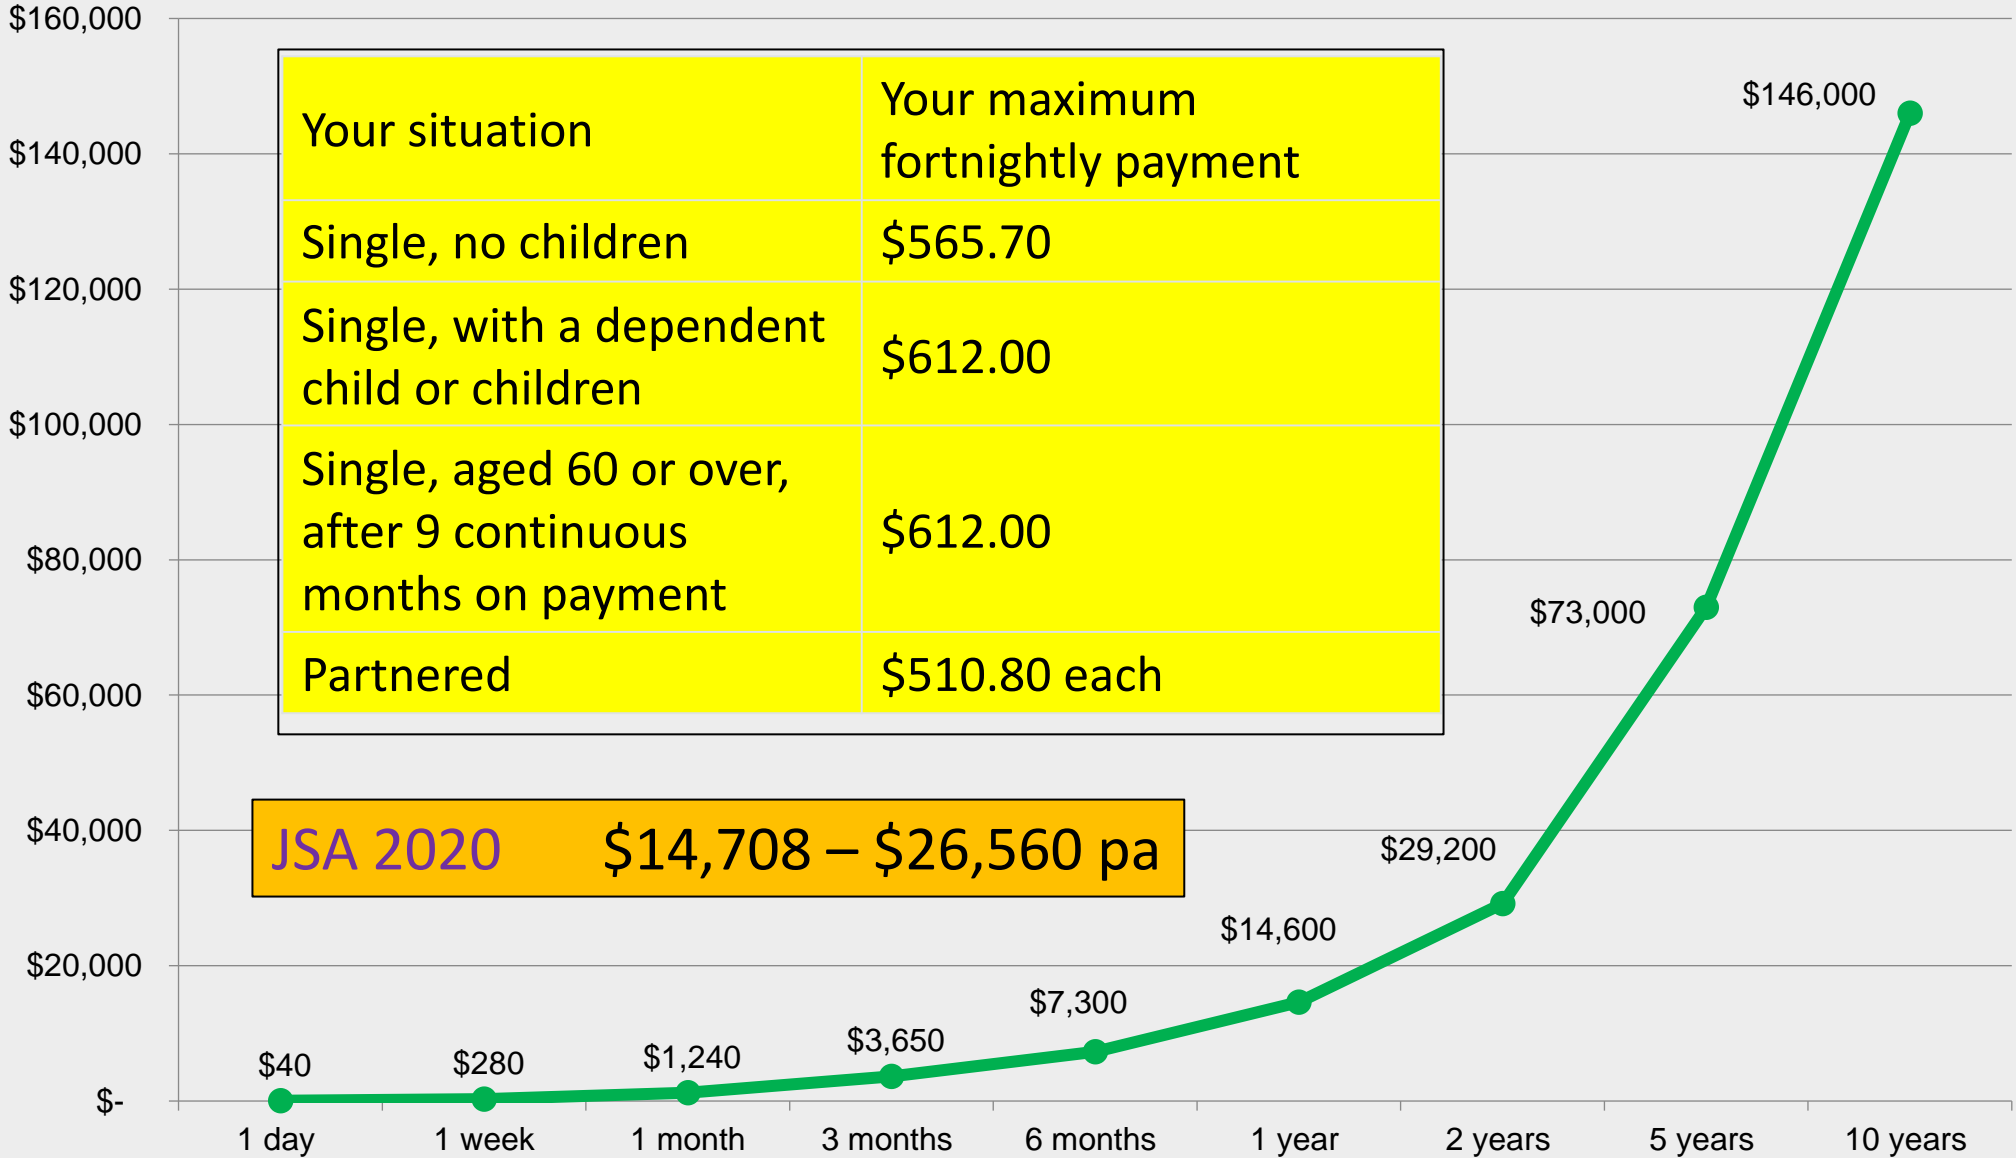 $160,000
$140,000
$120,000
$100,000
$80,000
$60,000
$40,000
$20,000
$-
Your situation
Your maximum
fortnightly payment
Single, no children
$565.70
Single, with a dependent
child or children
$612.00
Single, aged 60 or over,
after 9 continuous
months on payment
$612.00
Partnered
$510.80 each
JSA 2020 $14,708 – $26,560 pa
$40
$280
$1,240
$3,650
$7,300
$14,600
$29,200
$73,000
$146,000
1 day
1 week
1 month
3 months
6 months
1 year
2 years
5 years
10 years